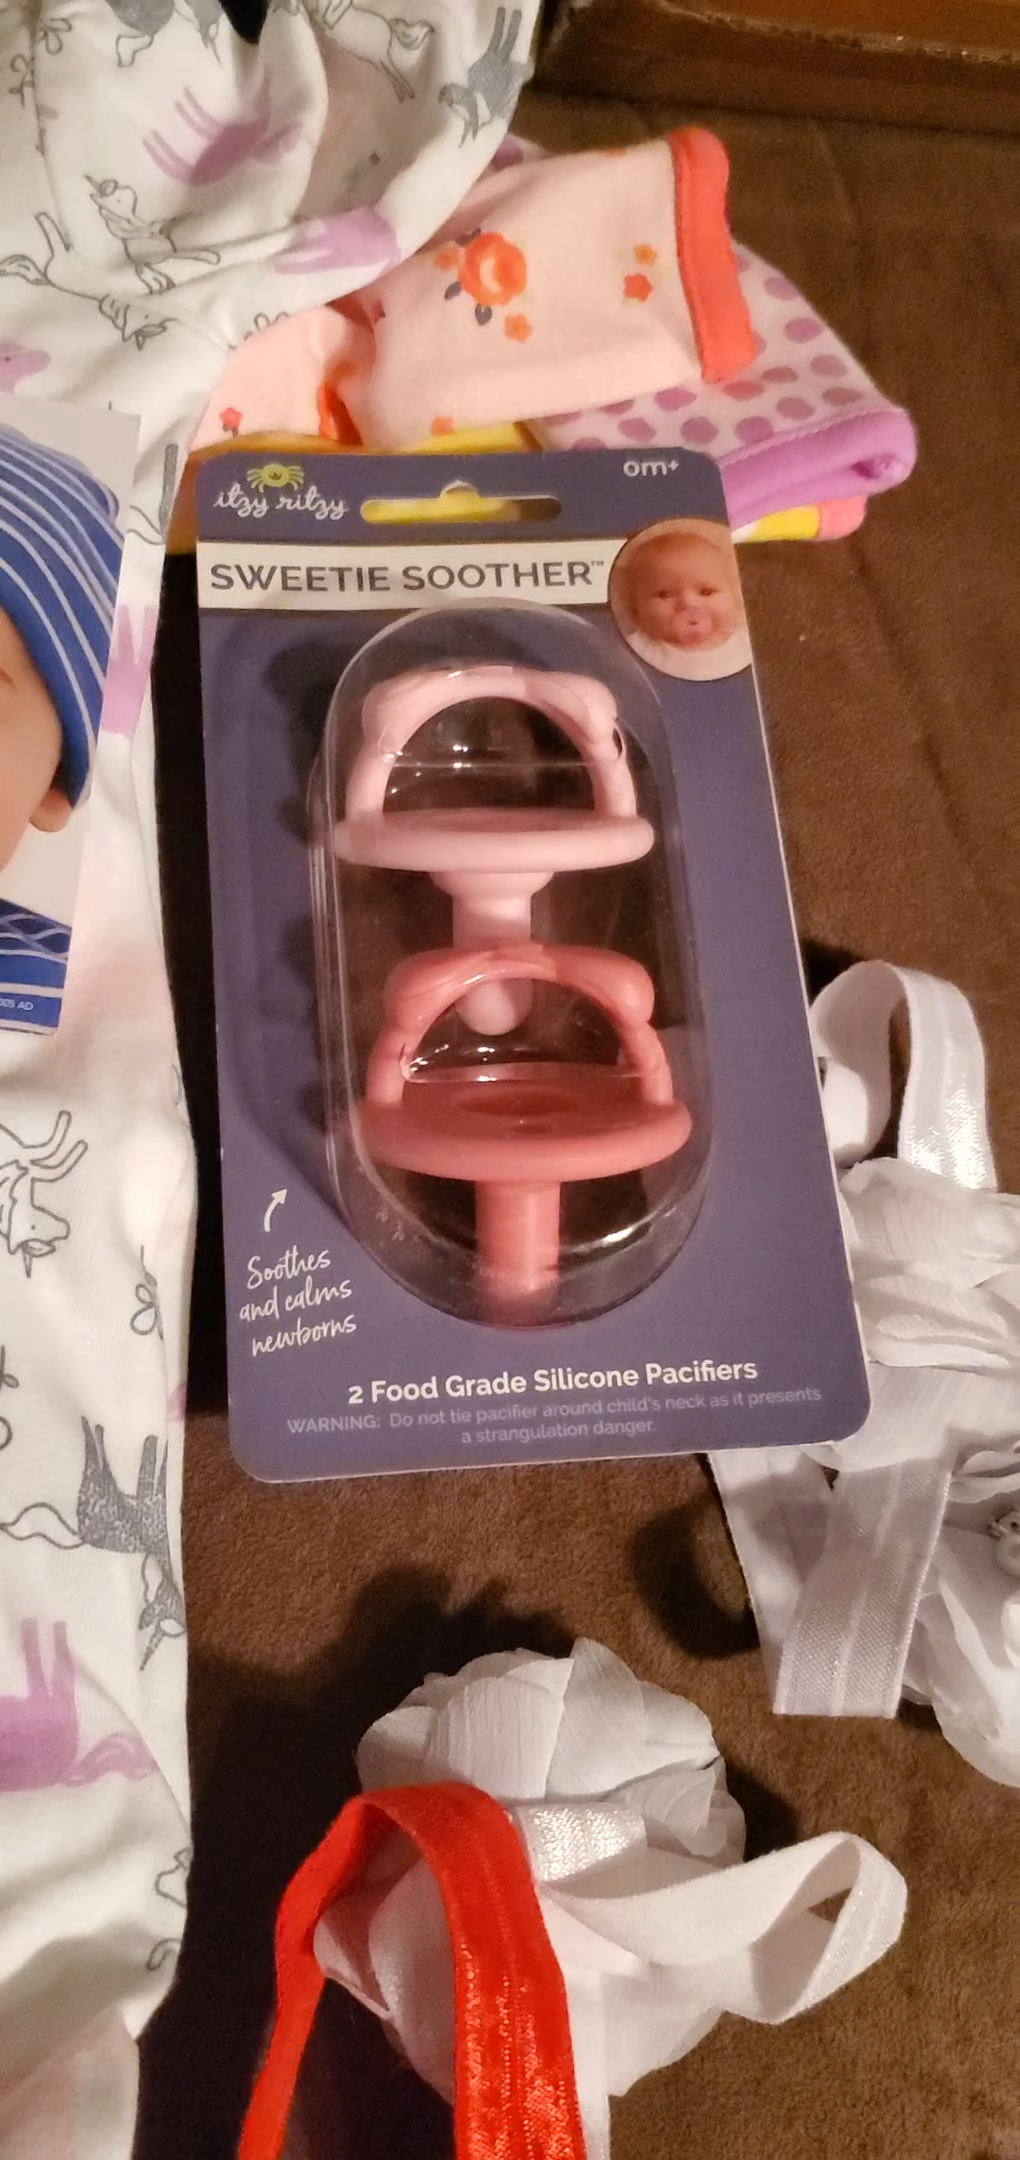 itzy ritzy
0m+
SWEETIE SOOTHER™
Soothes
and calms
newborns
2 Food Grade Silicone Pacifiers
WARNING: Do not tie pacifier around child's neck as it presents
a strangulation danger.